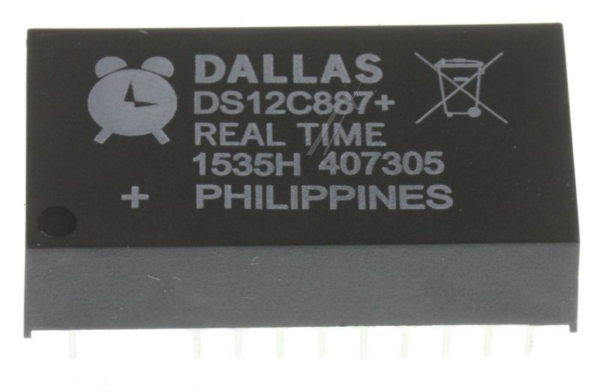 DALLAS
DS12C887+
REAL TIME
1535H 407305
+ PHILIPPINES